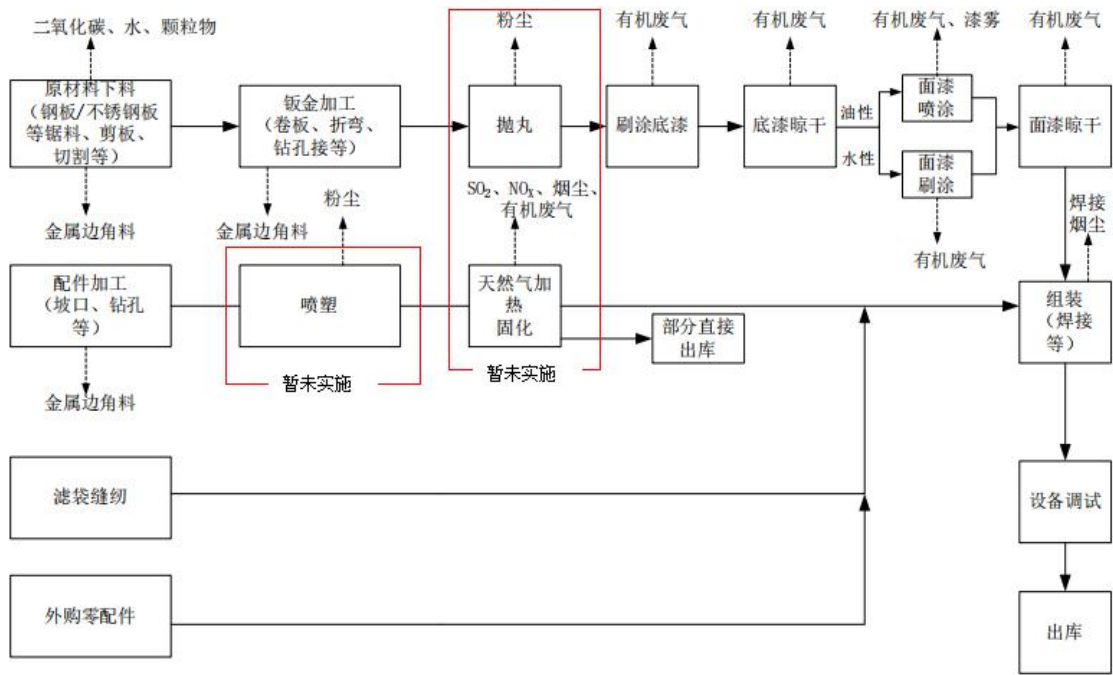 二氧化碳、水、颗粒物
粉尘
有机废气
有机废气
有机废气、漆雾
有机废气
原材料下料
（钢板/不锈钢板
等锯料、剪板、
切割等）
钣金加工
（卷板、折弯、
钻孔接等）
抛丸
刷涂底漆
底漆晾干
油性
水性
面漆
喷涂
面漆
刷涂
面漆晾干
金属边角料
金属边角料
粉尘
SO₂、NOₓ、烟尘、
有机废气
有机废气
焊接
烟尘
配件加工
（坡口、钻孔
等）
喷塑
天然气加
热
固化
部分直接
出库
组装
（焊接
等）
暂未实施
暂未实施
金属边角料
滤袋缝纫
设备调试
外购零配件
出库